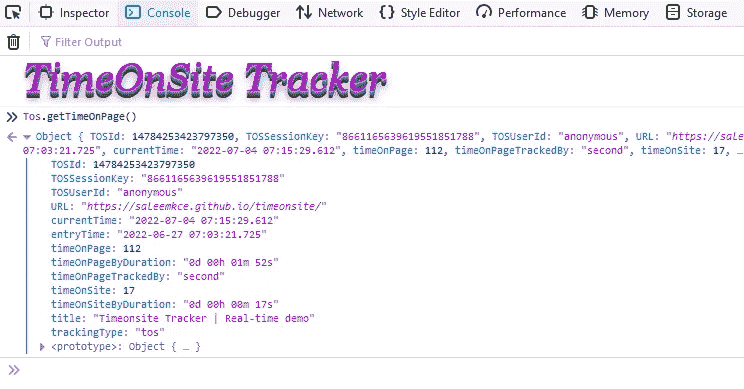 Inspector Console Debugger Network {} Style Editor Performance Memory Storage
Filter Output
TimeOnSite Tracker
Tos.getTimeOnPage()
Object { TOSId: 14784253423797350, TOSSessionKey: "8661165639619551851788", TOSUserId: "anonymous", URL: "https://sale
07:03:21.725", currentTime: "2022-07-04 07:15:29.612", timeOnPage: 112, timeOnPageTrackedBy: "second", timeOnSite: 17, …
TOSId: 14784253423797350
TOSSessionKey: "8661165639619551851788"
TOSUserId: "anonymous"
URL: "https://saleemkce.github.io/timeonsite/"
currentTime: "2022-07-04 07:15:29.612"
entryTime: "2022-06-27 07:03:21.725"
timeOnPage: 112
timeOnPageByDuration: "0d 00h 01m 52s"
timeOnPageTrackedBy: "second"
timeOnSite: 17
timeOnSiteByDuration: "0d 00h 00m 17s"
title: "Timeonsite Tracker | Real-time demo"
trackingType: "tos"
<prototype>: Object { … }